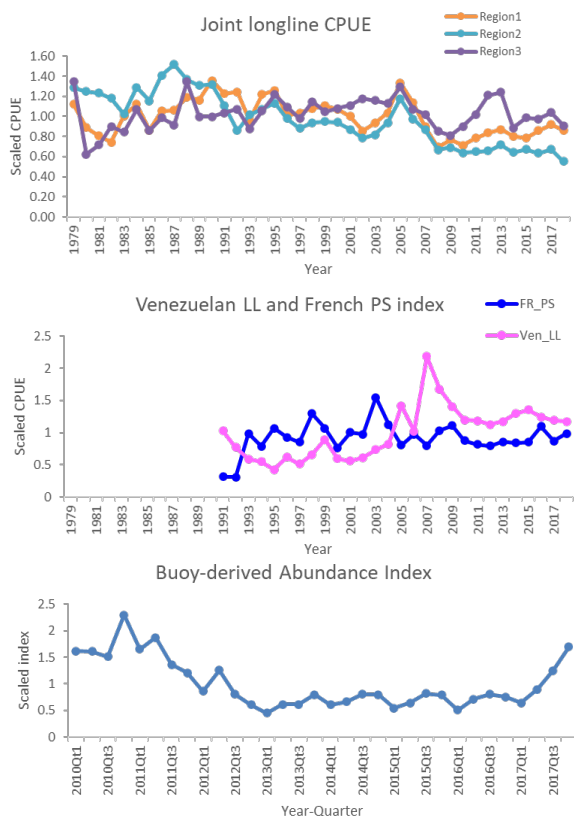 Joint longline CPUE
Region1
Region2
Region3
Scaled CPUE
1.60
1.40
1.20
1.00
0.80
0.60
0.40
0.20
0.00
1979
1981
1983
1985
1987
1989
1991
1993
1995
1997
1999
2001
2003
2005
2007
2009
2011
2013
2015
2017
Year
Venezuelan LL and French PS index
FR_PS
Ven_LL
Scaled CPUE
2.5
2
1.5
1
0.5
0
1979
1981
1983
1985
1987
1989
1991
1993
1995
1997
1999
2001
2003
2005
2007
2009
2011
2013
2015
2017
Year
Buoy-derived Abundance Index
Scaled index
2.5
2
1.5
1
0.5
0
2010Qt1
2010Qt3
2011Qt1
2011Qt3
2012Qt1
2012Qt3
2013Qt1
2013Qt3
2014Qt1
2014Qt3
2015Qt1
2015Qt3
2016Qt1
2016Qt3
2017Qt1
2017Qt3
Year-Quarter